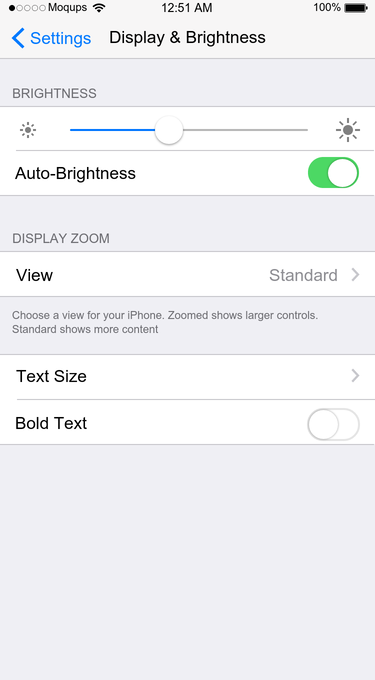 Moqups 12:51 AM 100%
Settings Display & Brightness
BRIGHTNESS
Auto-Brightness
DISPLAY ZOOM
View Standard
Choose a view for your iPhone. Zoomed shows larger controls.
Standard shows more content
Text Size
Bold Text